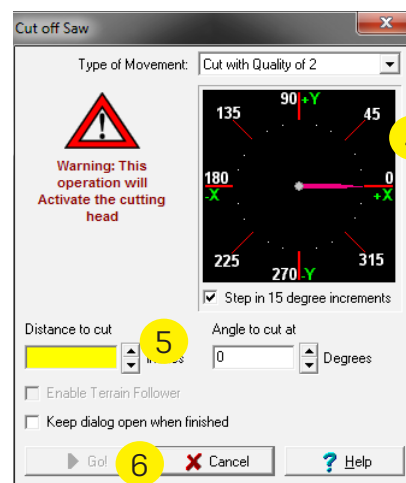 Cut off Saw
Type of Movement: Cut with Quality of 2
Warning: This
operation will
Activate the cutting
head
90 +Y
135 45
180 0
-X +X
225 315
270 -Y
Step in 15 degree increments
Distance to cut Angle to cut at
5
0 Degrees
Enable Terrain Follower
Keep dialog open when finished
Go! 6 Cancel Help